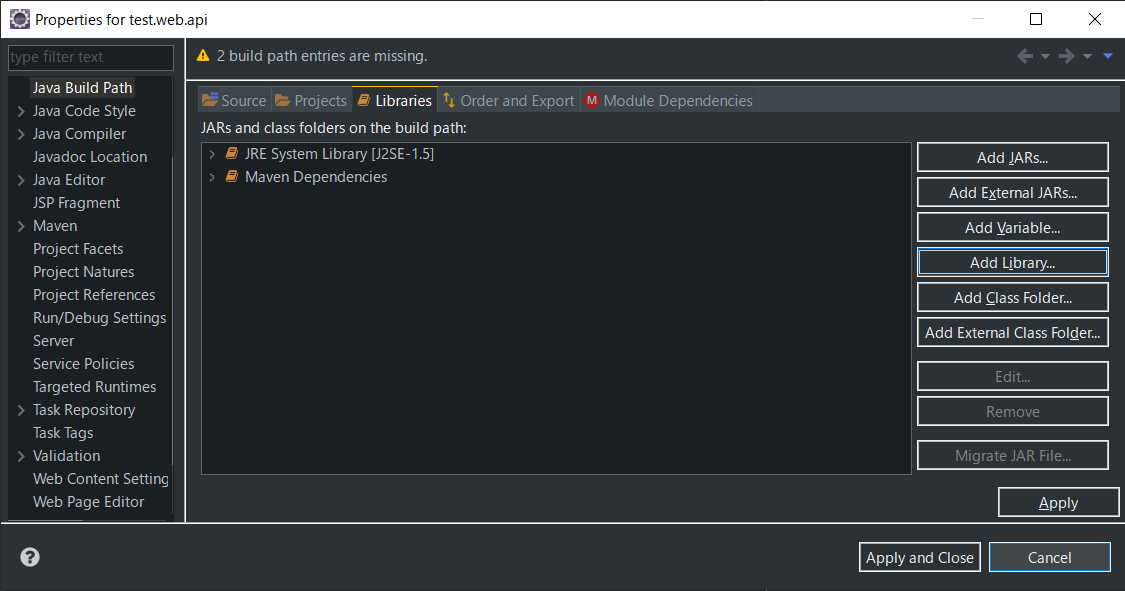 Properties for test.web.api
type filter text
Java Build Path
Java Code Style
Java Compiler
Javadoc Location
Java Editor
JSP Fragment
Maven
Project Facets
Project Natures
Project References
Run/Debug Settings
Server
Service Policies
Targeted Runtimes
Task Repository
Task Tags
Validation
Web Content Setting
Web Page Editor
2 build path entries are missing.
Source Projects Libraries Order and Export M Module Dependencies
JARs and class folders on the build path:
JRE System Library [J2SE-1.5]
Maven Dependencies
Add JARs...
Add External JARs...
Add Variable...
Add Library...
Add Class Folder...
Add External Class Folder...
Edit...
Remove
Migrate JAR File...
Apply
? Apply and Close Cancel